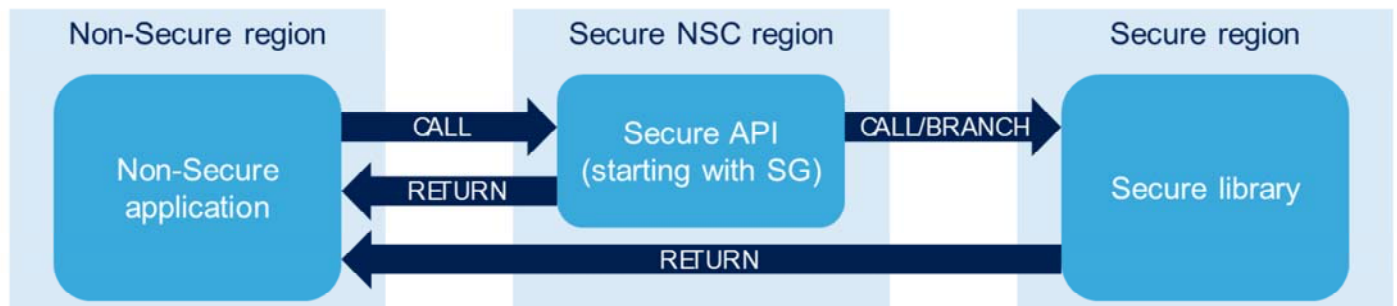 Non-Secure region
Secure NSC region
Secure region
Non-Secure
application
CALL
RETURN
Secure API
(starting with SG)
CALL/BRANCH
Secure library
RETURN